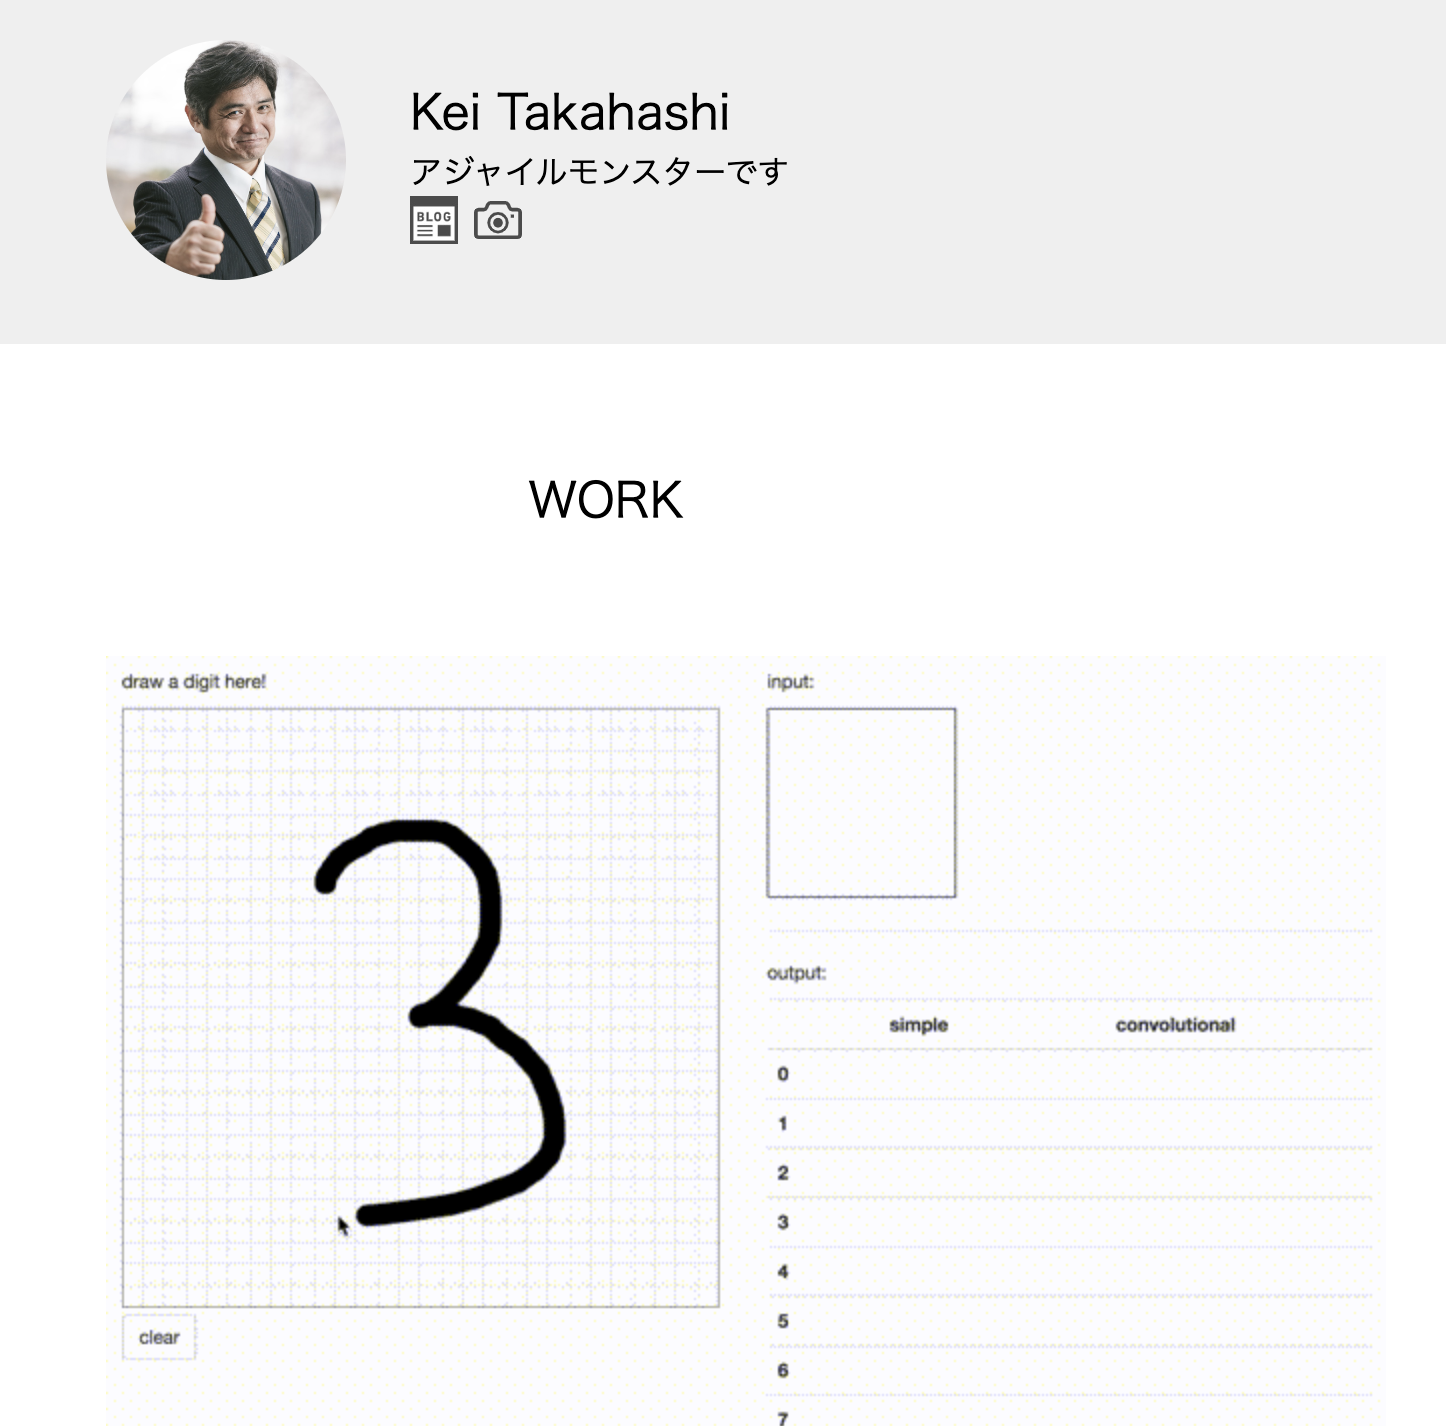 Kei Takahashi
アジャイルモンスターです
BLOG
WORK
draw a digit here!
3
clear
input:
output:
simple convolutional
0
1
2
3
4
5
6
7